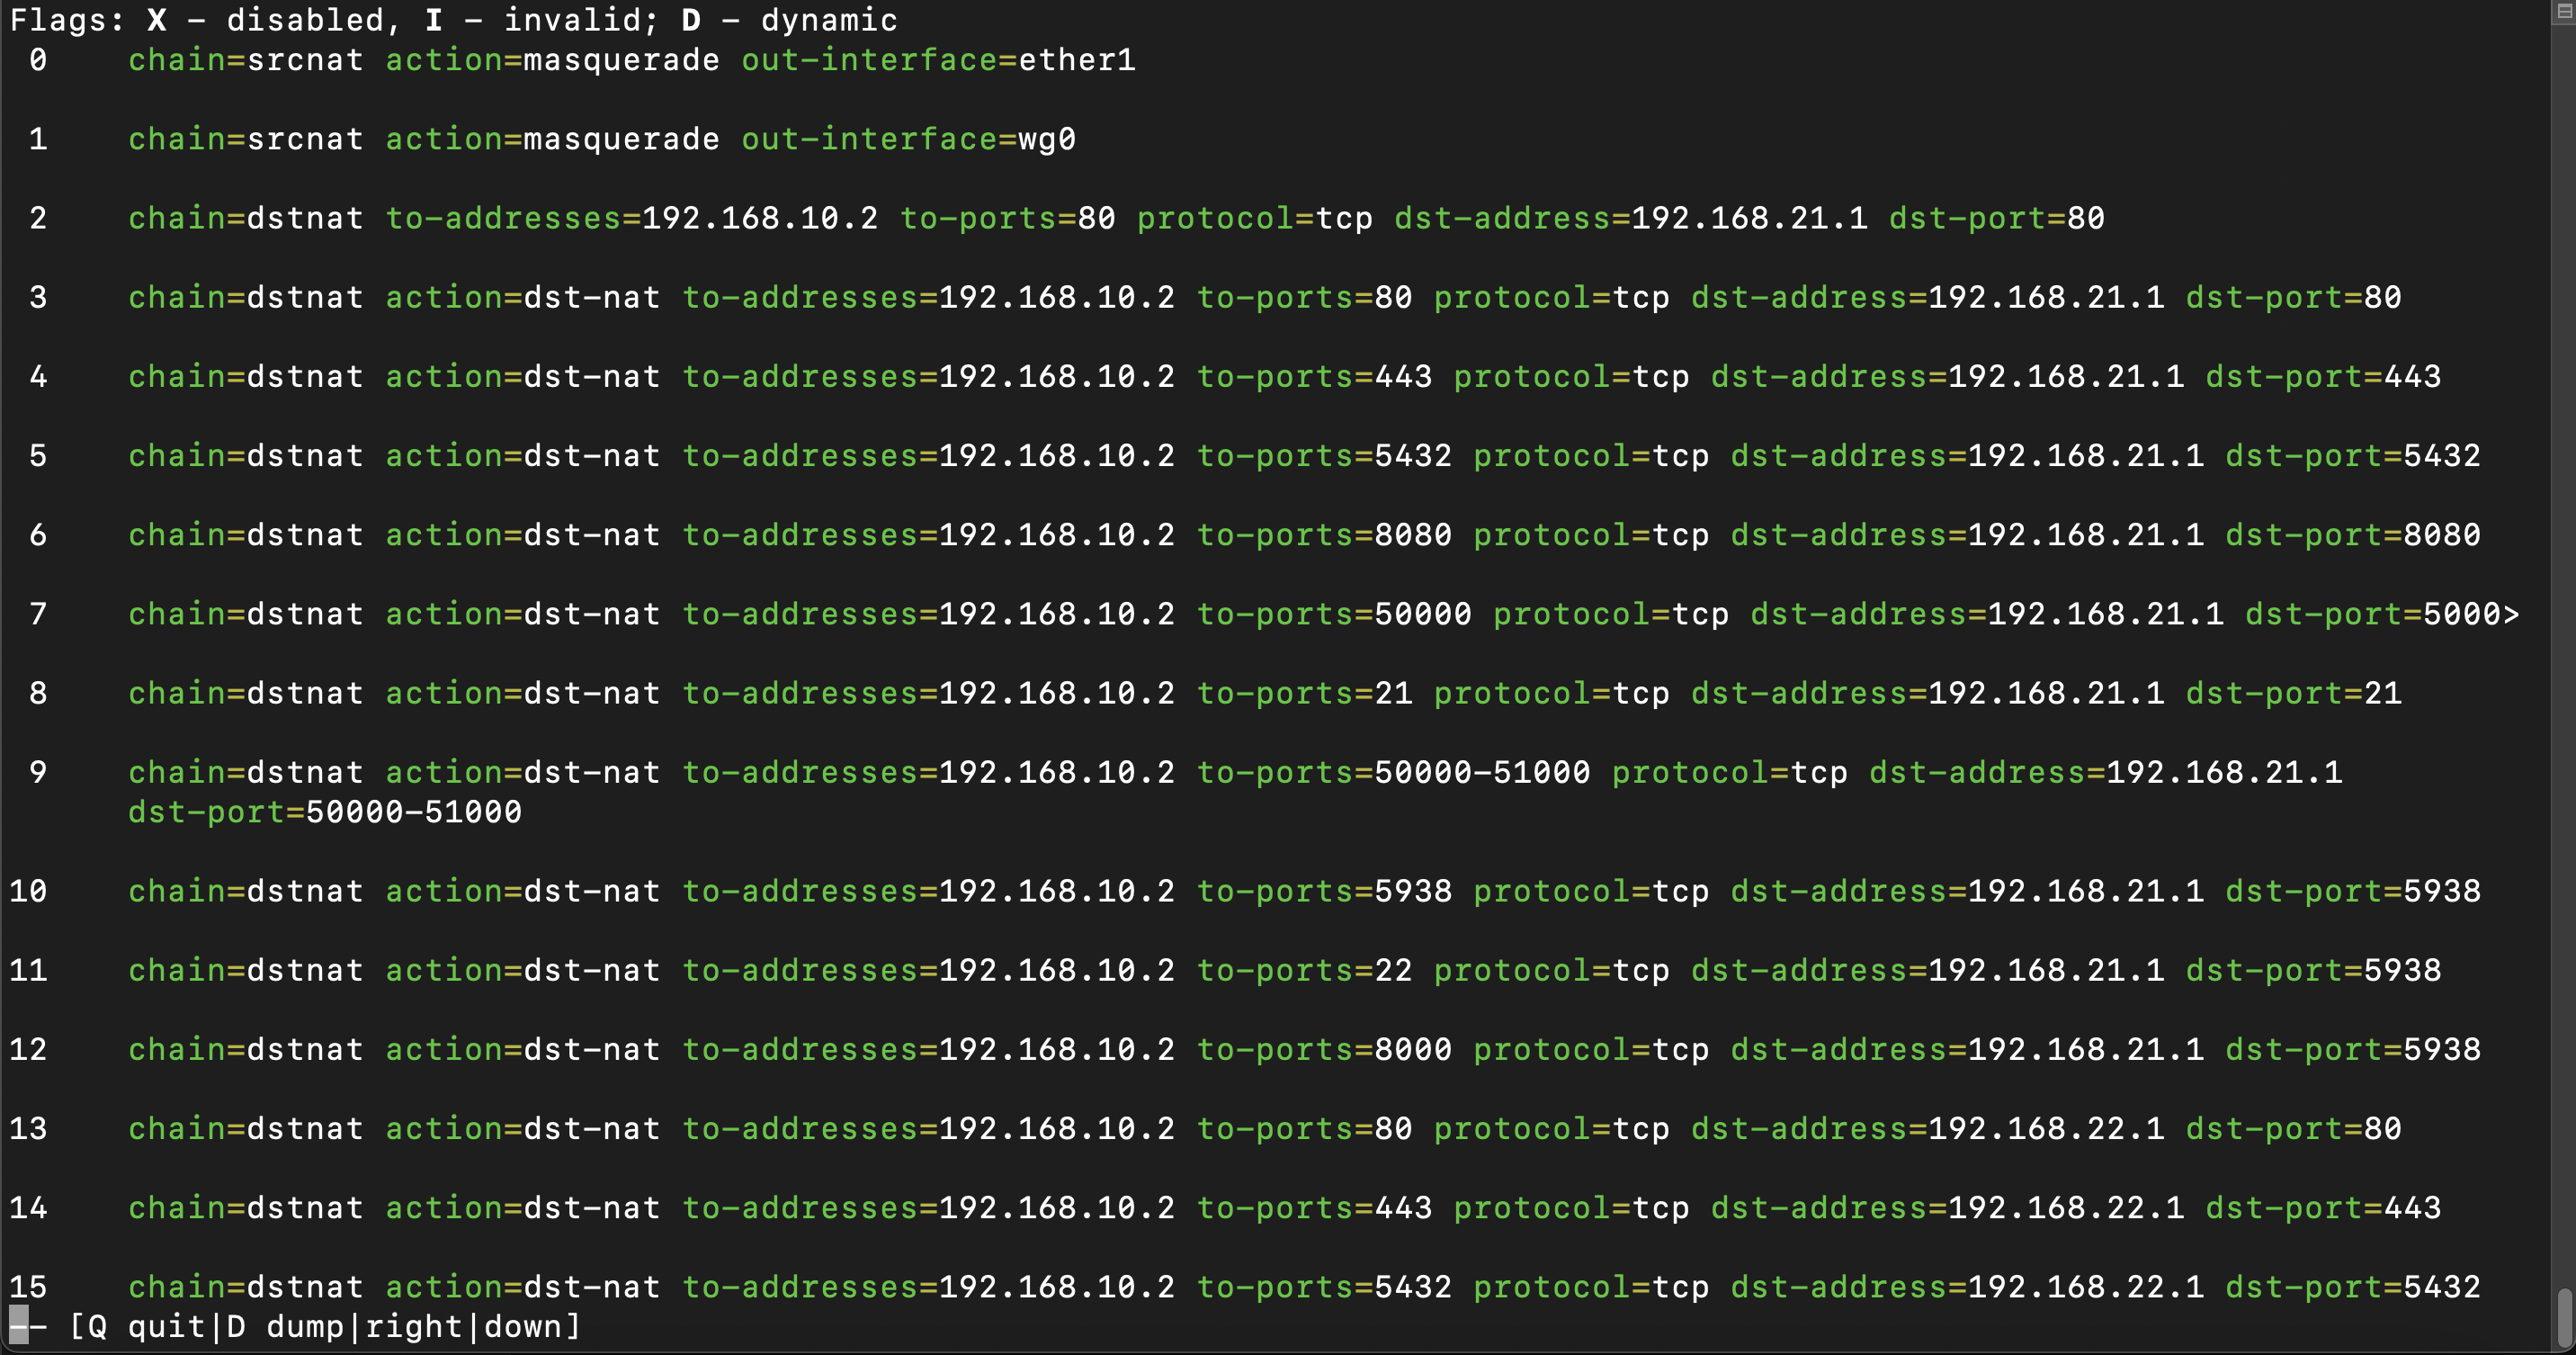 Flags: X - disabled, I - invalid; D - dynamic
0 chain=srcnat action=masquerade out-interface=ether1
1 chain=srcnat action=masquerade out-interface=wg0
2 chain=dstnat to-addresses=192.168.10.2 to-ports=80 protocol=tcp dst-address=192.168.21.1 dst-port=80
3 chain=dstnat action=dst-nat to-addresses=192.168.10.2 to-ports=80 protocol=tcp dst-address=192.168.21.1 dst-port=80
4 chain=dstnat action=dst-nat to-addresses=192.168.10.2 to-ports=443 protocol=tcp dst-address=192.168.21.1 dst-port=443
5 chain=dstnat action=dst-nat to-addresses=192.168.10.2 to-ports=5432 protocol=tcp dst-address=192.168.21.1 dst-port=5432
6 chain=dstnat action=dst-nat to-addresses=192.168.10.2 to-ports=8080 protocol=tcp dst-address=192.168.21.1 dst-port=8080
7 chain=dstnat action=dst-nat to-addresses=192.168.10.2 to-ports=50000 protocol=tcp dst-address=192.168.21.1 dst-port=5000>
8 chain=dstnat action=dst-nat to-addresses=192.168.10.2 to-ports=21 protocol=tcp dst-address=192.168.21.1 dst-port=21
9 chain=dstnat action=dst-nat to-addresses=192.168.10.2 to-ports=50000-51000 protocol=tcp dst-address=192.168.21.1
dst-port=50000-51000
10 chain=dstnat action=dst-nat to-addresses=192.168.10.2 to-ports=5938 protocol=tcp dst-address=192.168.21.1 dst-port=5938
11 chain=dstnat action=dst-nat to-addresses=192.168.10.2 to-ports=22 protocol=tcp dst-address=192.168.21.1 dst-port=5938
12 chain=dstnat action=dst-nat to-addresses=192.168.10.2 to-ports=8000 protocol=tcp dst-address=192.168.21.1 dst-port=5938
13 chain=dstnat action=dst-nat to-addresses=192.168.10.2 to-ports=80 protocol=tcp dst-address=192.168.22.1 dst-port=80
14 chain=dstnat action=dst-nat to-addresses=192.168.10.2 to-ports=443 protocol=tcp dst-address=192.168.22.1 dst-port=443
15 chain=dstnat action=dst-nat to-addresses=192.168.10.2 to-ports=5432 protocol=tcp dst-address=192.168.22.1 dst-port=5432
-- [Q quit|D dump|right|down]